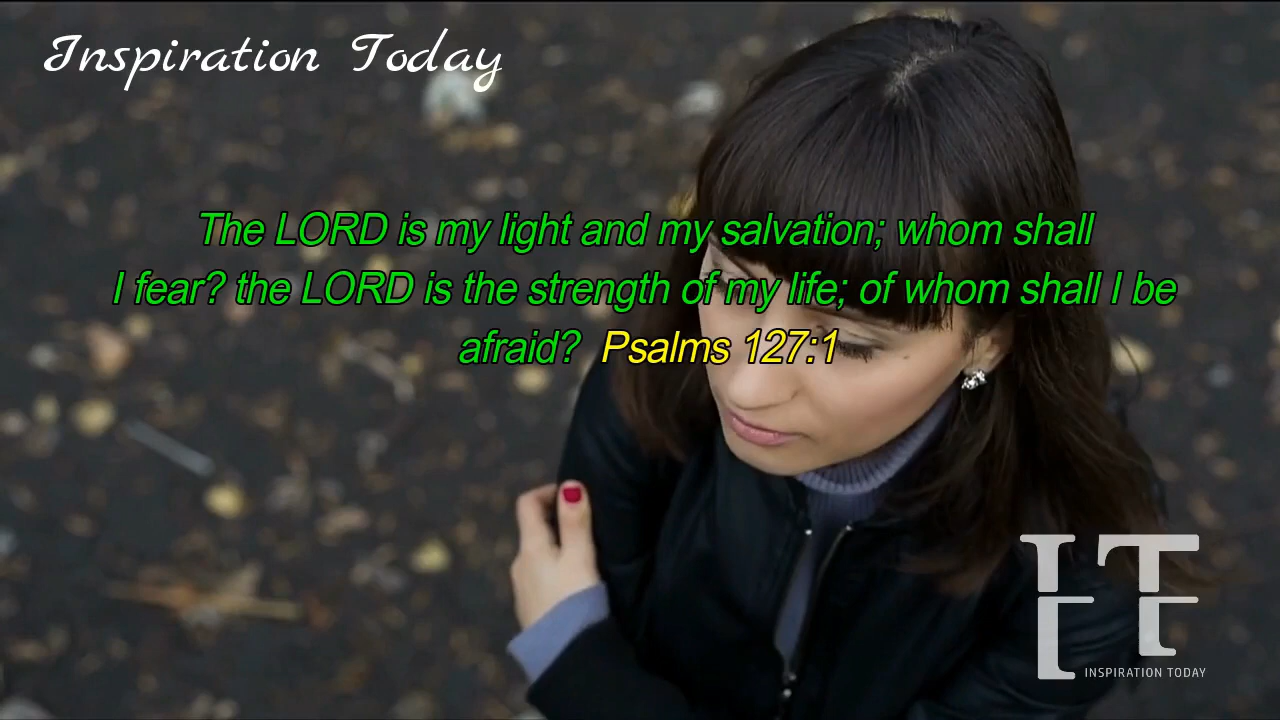 Inspiration Today
The LORD is my light and my salvation; whom shall
I fear? the LORD is the strength of my life; of whom shall I be
afraid? Psalms 127:1
IT
INSPIRATION TODAY